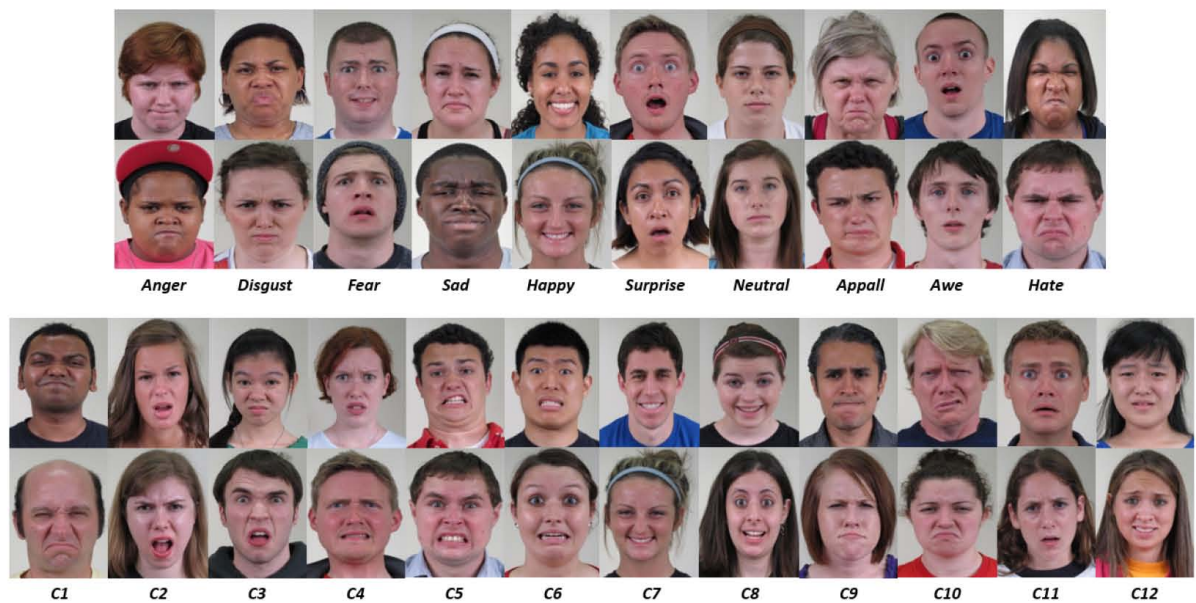 Anger Disgust Fear Sad Happy Surprise Neutral Appall Awe Hate
C1 C2 C3 C4 C5 C6 C7 C8 C9 C10 C11 C12